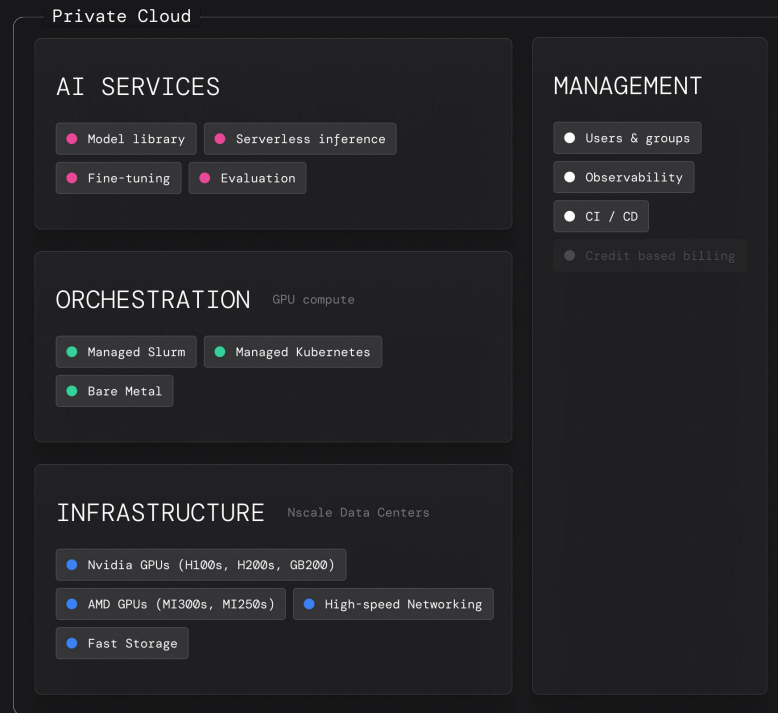 Private Cloud
AI SERVICES
Model library
Serverless inference
Fine-tuning
Evaluation
ORCHESTRATION GPU compute
Managed Slurm
Managed Kubernetes
Bare Metal
INFRASTRUCTURE Nscale Data Centers
Nvidia GPUs (H100s, H200s, GB200)
AMD GPUs (MI300s, MI250s)
High-speed Networking
Fast Storage
MANAGEMENT
Users & groups
Observability
CI / CD
Credit based billing